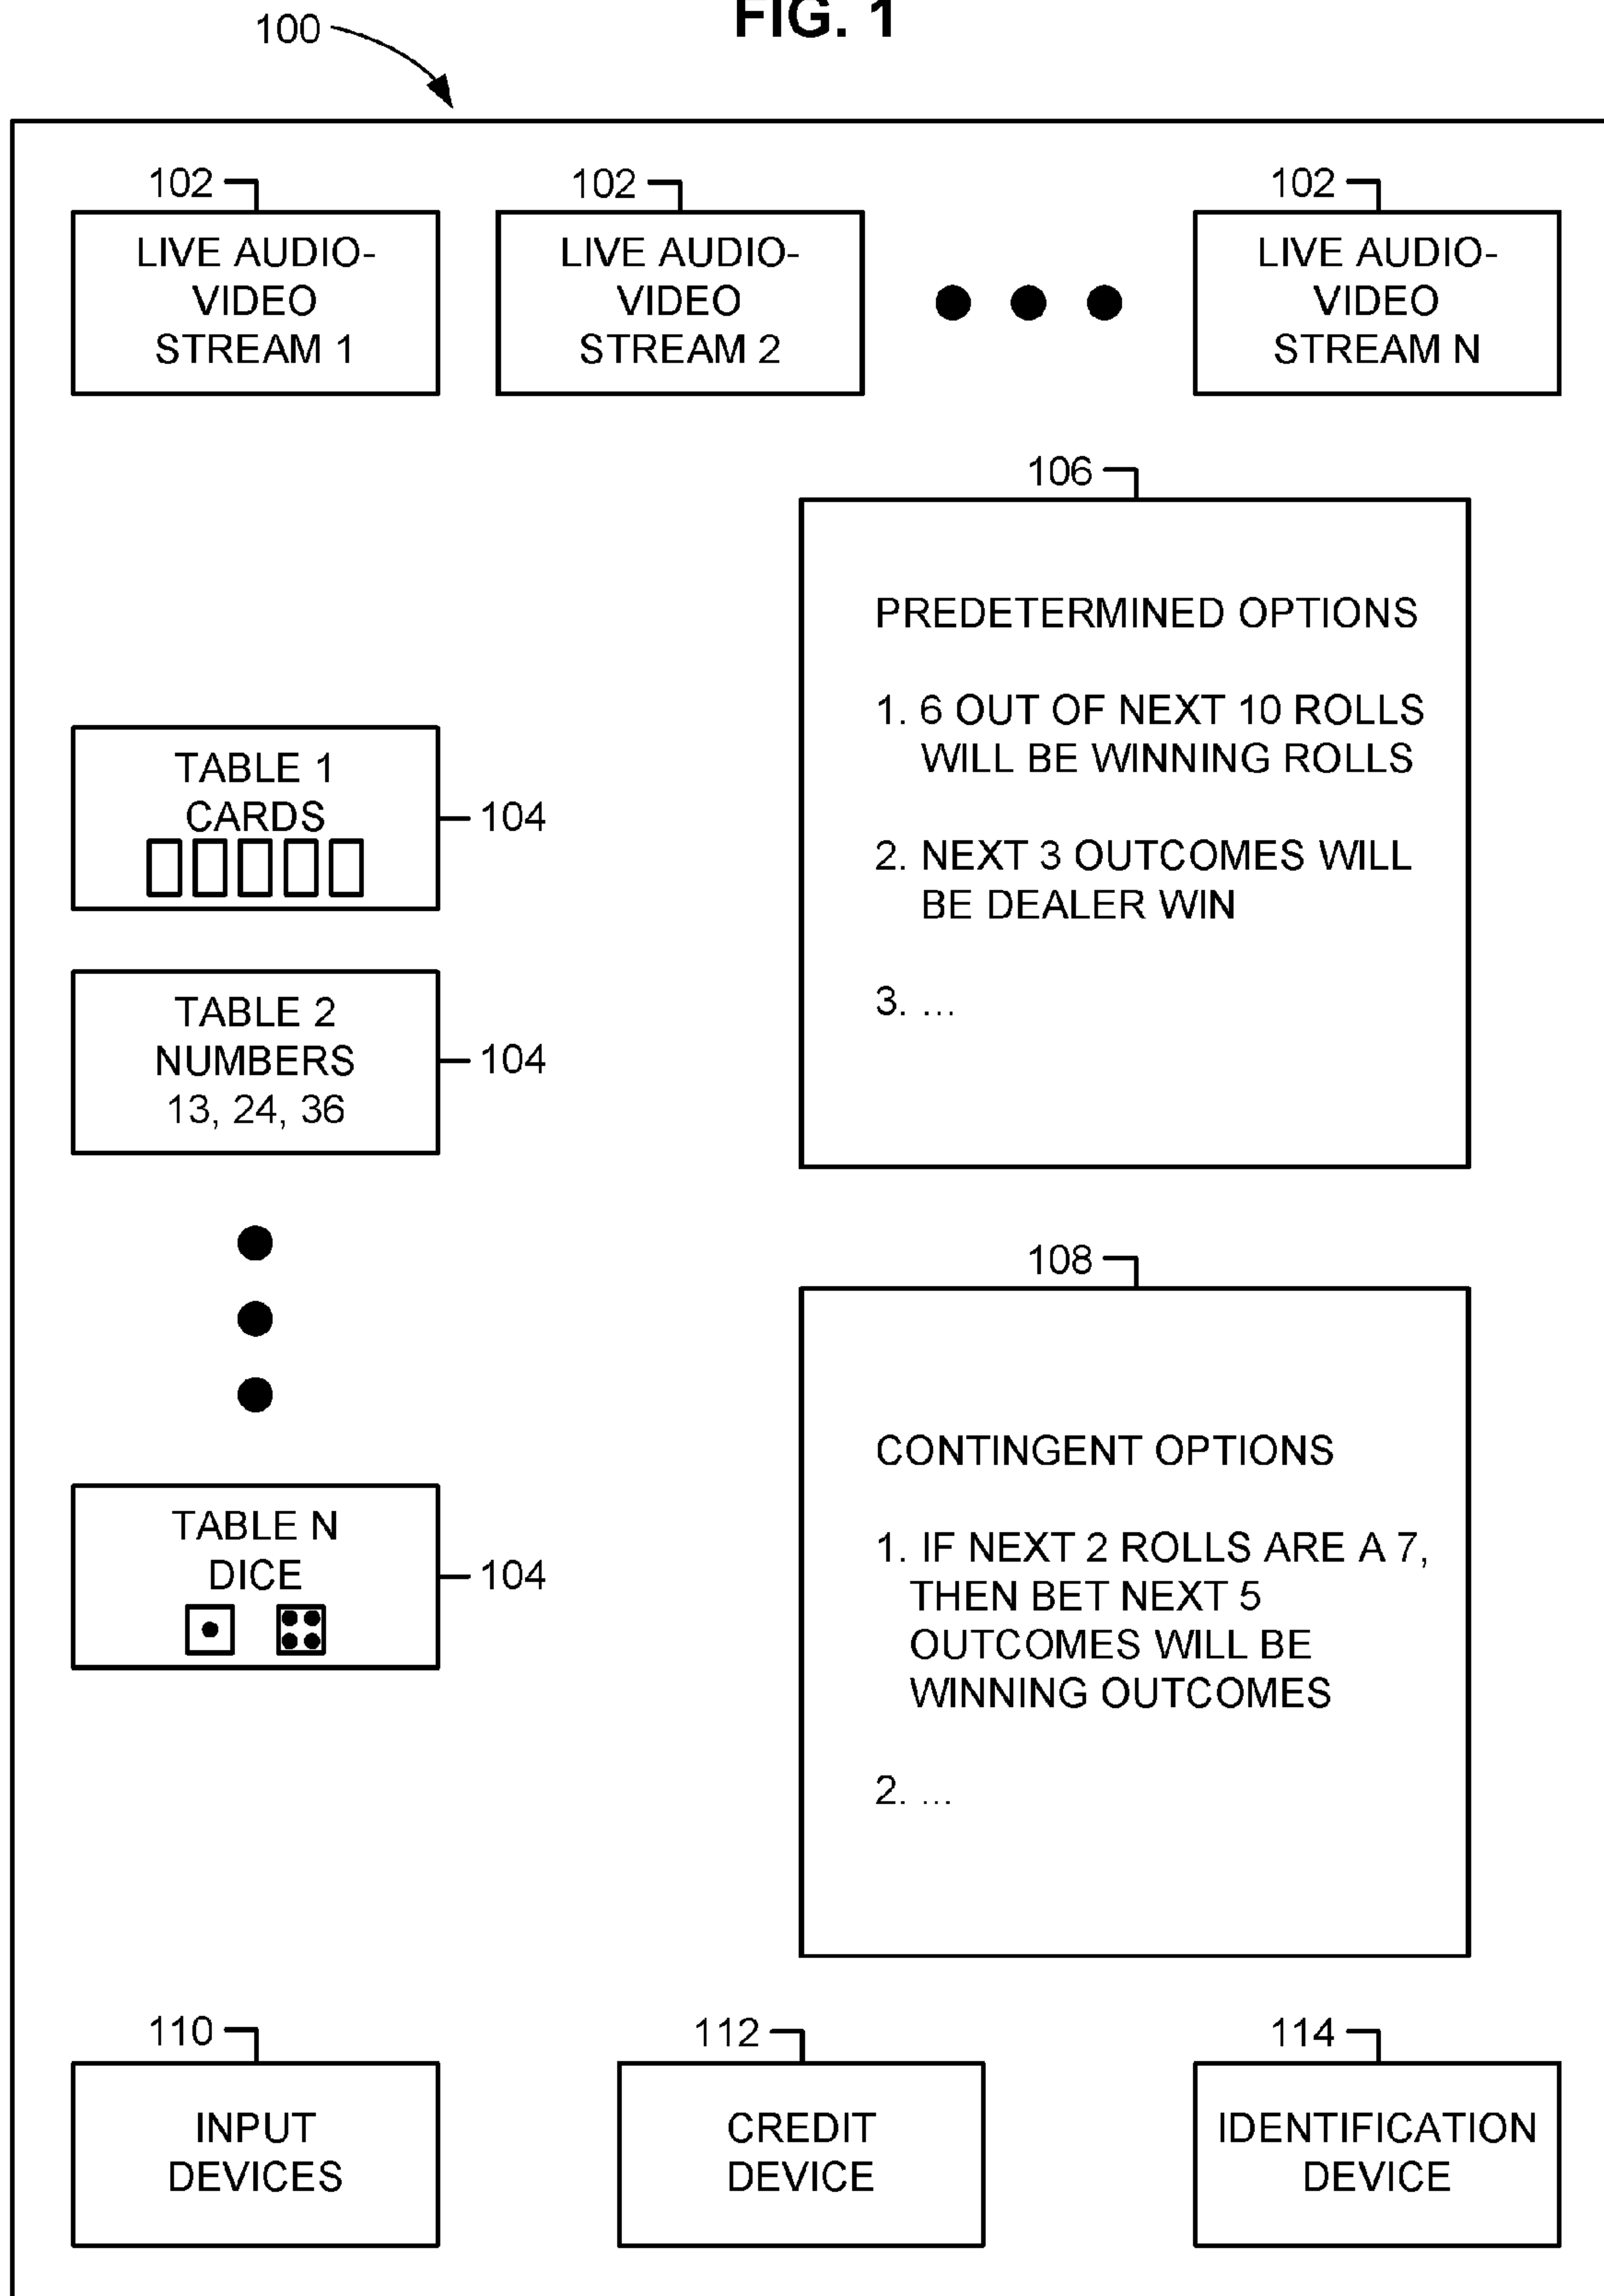 FIG. 1
100
102
102
102
LIVE AUDIO-
VIDEO
STREAM 1
LIVE AUDIO-
VIDEO
STREAM 2
LIVE AUDIO-
VIDEO
STREAM N
106
PREDETERMINED OPTIONS
1. 6 OUT OF NEXT 10 ROLLS
WILL BE WINNING ROLLS
2. NEXT 3 OUTCOMES WILL
BE DEALER WIN
3. ...
TABLE 1
CARDS
104
TABLE 2
NUMBERS
13, 24, 36
104
TABLE N
DICE
104
108
CONTINGENT OPTIONS
1. IF NEXT 2 ROLLS ARE A 7,
THEN BET NEXT 5
OUTCOMES WILL BE
WINNING OUTCOMES
2. ...
110
INPUT
DEVICES
112
CREDIT
DEVICE
114
IDENTIFICATION
DEVICE